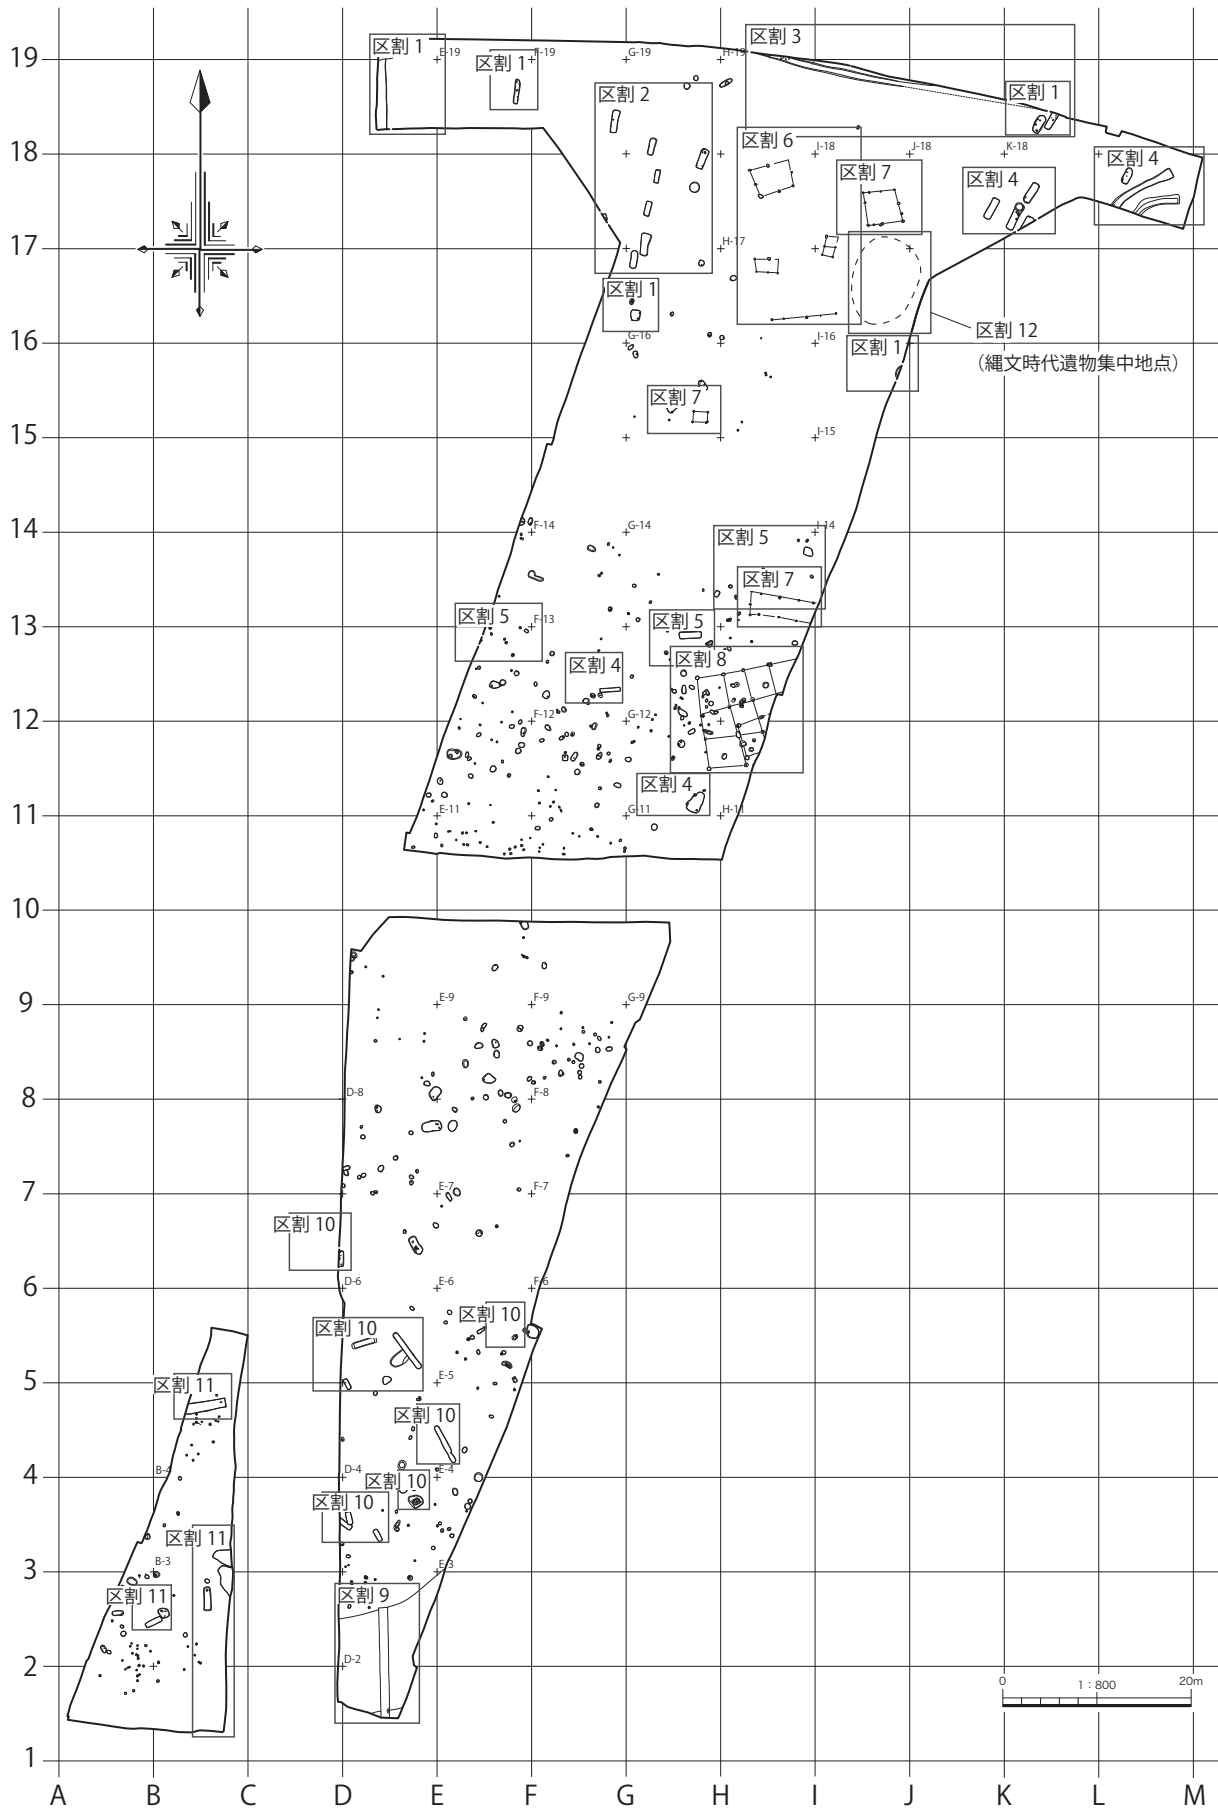 19
区割 1
E-19
区割 1
F-19
G-19
H-19
区割 3
区割 2
区割 1
18
区割 6
I-18
J-18
K-18
区割 7
区割 4
区割 4
17
H-17
区割 1
区割 12
(縄文時代遺物集中地点)
16
G-16
I-16
区割 1
区割 7
15
I-15
14
F-14
G-14
I-14
区割 5
区割 7
13
区割 5
F-13
区割 5
区割 4
区割 8
12
F-12
G-12
区割 4
11
E-11
G-11
H-11
10
9
E-9
F-9
G-9
8
D-8
F-8
7
E-7
F-7
区割 10
6
D-6
E-6
F-6
区割 10
区割 10
5
E-5
区割 11
区割 10
4
B-4
D-4
E-4
区割 10
区割 10
区割 11
3
B-3
E-3
区割 11
区割 9
2
D-2
0
1:800
20m
1
A B C D E F G H I J K L M